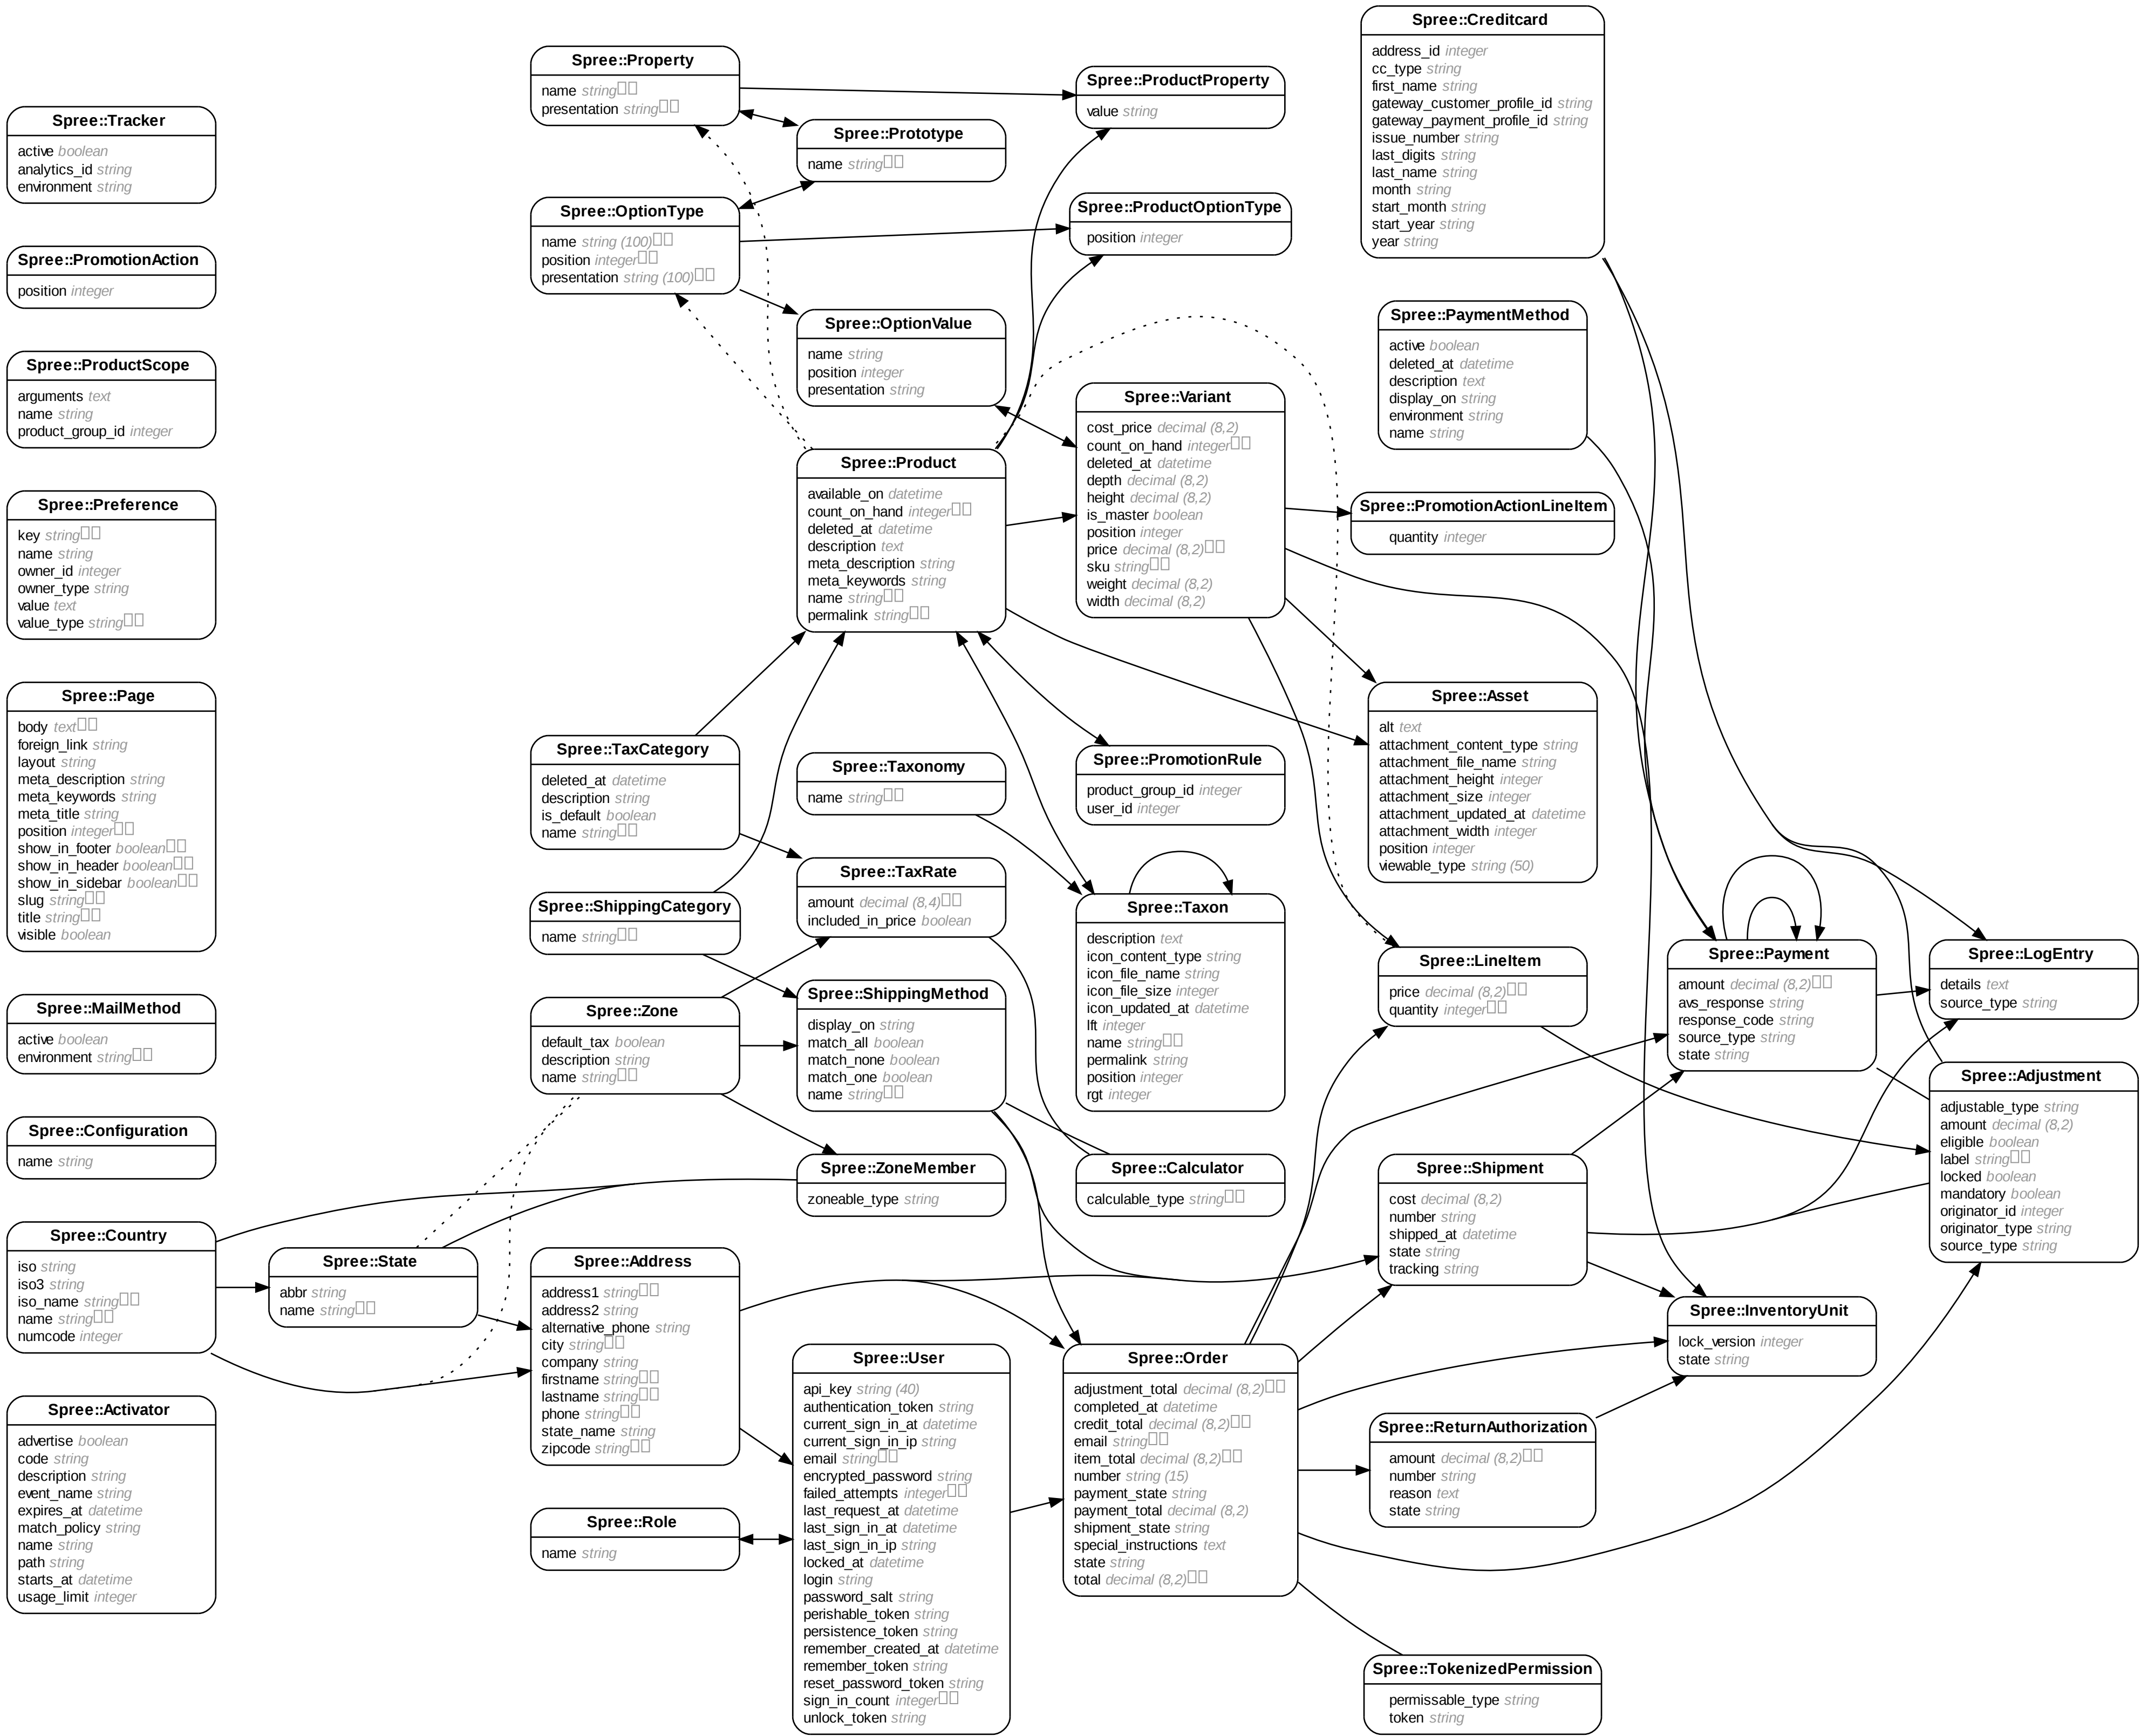 Spree::Tracker
active boolean
analytics_id string
environment string
Spree::PromotionAction
position integer
Spree::ProductScope
arguments text
name string
product_group_id integer
Spree::Preference
key string
name string
owner_id integer
owner_type string
value text
value_type string
Spree::Page
body text
foreign_link string
layout string
meta_description string
meta_keywords string
meta_title string
position integer
show_in_footer boolean
show_in_header boolean
show_in_sidebar boolean
slug string
title string
visible boolean
Spree::MailMethod
active boolean
environment string
Spree::Configuration
name string
Spree::Country
iso string
iso3 string
iso_name string
name string
numcode integer
Spree::Activator
advertise boolean
code string
description string
event_name string
expires_at datetime
match_policy string
name string
path string
starts_at datetime
usage_limit integer
Spree::State
abbr string
name string
Spree::Property
name string
presentation string
Spree::OptionType
name string (100)
position integer
presentation string (100)
Spree::TaxCategory
deleted_at datetime
description string
is_default boolean
name string
Spree::ShippingCategory
name string
Spree::Zone
default_tax boolean
description string
name string
Spree::Address
address1 string
address2 string
alternative_phone string
city string
company string
firstname string
lastname string
phone string
state_name string
zipcode string
Spree::Role
name string
Spree::Prototype
name string
Spree::OptionValue
name string
position integer
presentation string
Spree::Product
available_on datetime
count_on_hand integer
deleted_at datetime
description text
meta_description string
meta_keywords string
name string
permalink string
Spree::Taxonomy
name string
Spree::TaxRate
amount decimal (8,4)
included_in_price boolean
Spree::ShippingMethod
display_on string
match_all boolean
match_none boolean
match_one boolean
name string
Spree::ZoneMember
zoneable_type string
Spree::User
api_key string (40)
authentication_token string
current_sign_in_at datetime
current_sign_in_ip string
email string
encrypted_password string
failed_attempts integer
last_request_at datetime
last_sign_in_at datetime
last_sign_in_ip string
locked_at datetime
login string
password_salt string
perishable_token string
persistence_token string
remember_created_at datetime
remember_token string
reset_password_token string
sign_in_count integer
unlock_token string
Spree::ProductProperty
value string
Spree::ProductOptionType
position integer
Spree::Variant
cost_price decimal (8,2)
count_on_hand integer
deleted_at datetime
depth decimal (8,2)
height decimal (8,2)
is_master boolean
position integer
price decimal (8,2)
sku string
weight decimal (8,2)
width decimal (8,2)
Spree::PromotionRule
product_group_id integer
user_id integer
Spree::Taxon
description text
icon_content_type string
icon_file_name string
icon_file_size integer
icon_updated_at datetime
lft integer
name string
permalink string
position integer
rgt integer
Spree::Calculator
calculable_type string
Spree::Order
adjustment_total decimal (8,2)
completed_at datetime
credit_total decimal (8,2)
email string
item_total decimal (8,2)
number string (15)
payment_state string
payment_total decimal (8,2)
shipment_state string
special_instructions text
state string
total decimal (8,2)
Spree::Creditcard
address_id integer
cc_type string
first_name string
gateway_customer_profile_id string
gateway_payment_profile_id string
issue_number string
last_digits string
last_name string
month string
start_month string
start_year string
year string
Spree::PaymentMethod
active boolean
deleted_at datetime
description text
display_on string
environment string
name string
Spree::PromotionActionLineItem
quantity integer
Spree::Asset
alt text
attachment_content_type string
attachment_file_name string
attachment_height integer
attachment_size integer
attachment_updated_at datetime
attachment_width integer
position integer
viewable_type string (50)
Spree::LineItem
price decimal (8,2)
quantity integer
Spree::Shipment
cost decimal (8,2)
number string
shipped_at datetime
state string
tracking string
Spree::ReturnAuthorization
amount decimal (8,2)
number string
reason text
state string
Spree::TokenizedPermission
permissable_type string
token string
Spree::Payment
amount decimal (8,2)
avs_response string
response_code string
source_type string
state string
Spree::InventoryUnit
lock_version integer
state string
Spree::LogEntry
details text
source_type string
Spree::Adjustment
adjustable_type string
amount decimal (8,2)
eligible boolean
label string
locked boolean
mandatory boolean
originator_id integer
originator_type string
source_type string